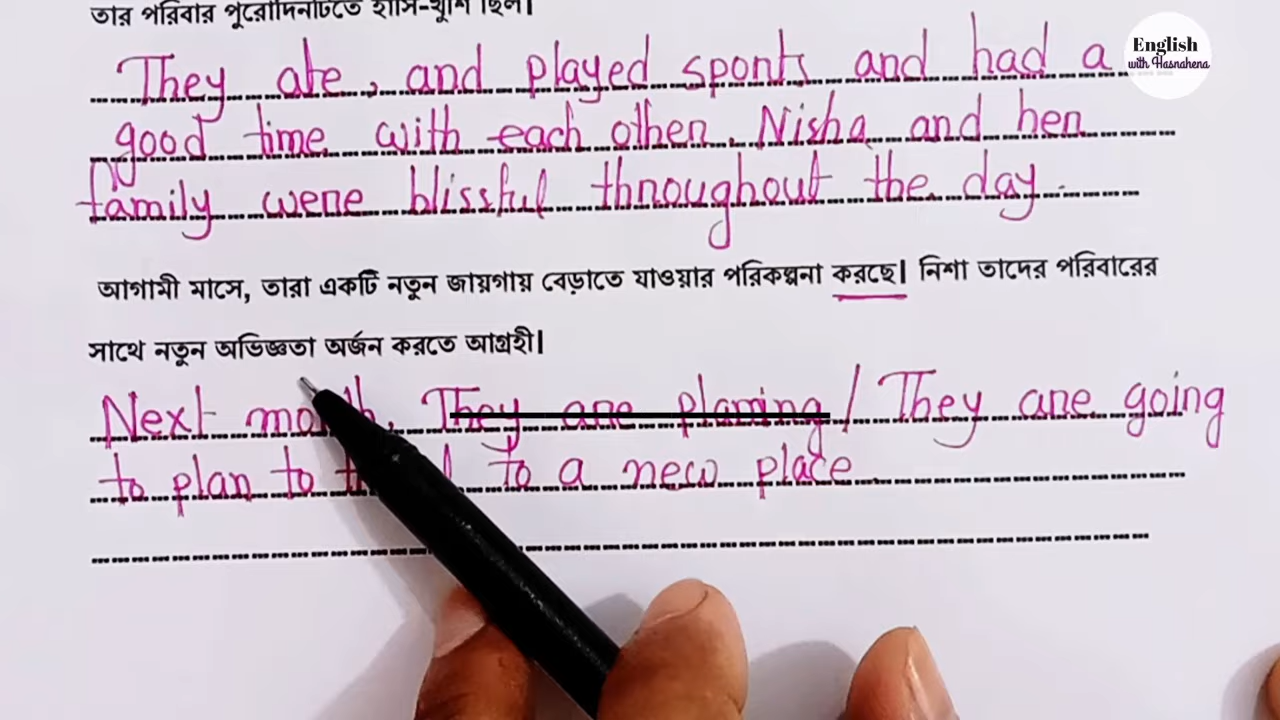 তার পরিবার পুরোদিনটিতে হাসি-খুশি ছিল।
They ate, and played sports and had a
English
with Hasnahena
good time with each other. Nisha and her
family were blissful throughout the day.
আগামী মাসে, তারা একটি নতুন জায়গায় বেড়াতে যাওয়ার পরিকল্পনা করছে। নিশা তাদের পরিবারের
সাথে নতুন অভিজ্ঞতা অর্জন করতে আগ্রহী।
Next month, They are planing / They are going
to plan to to a new place